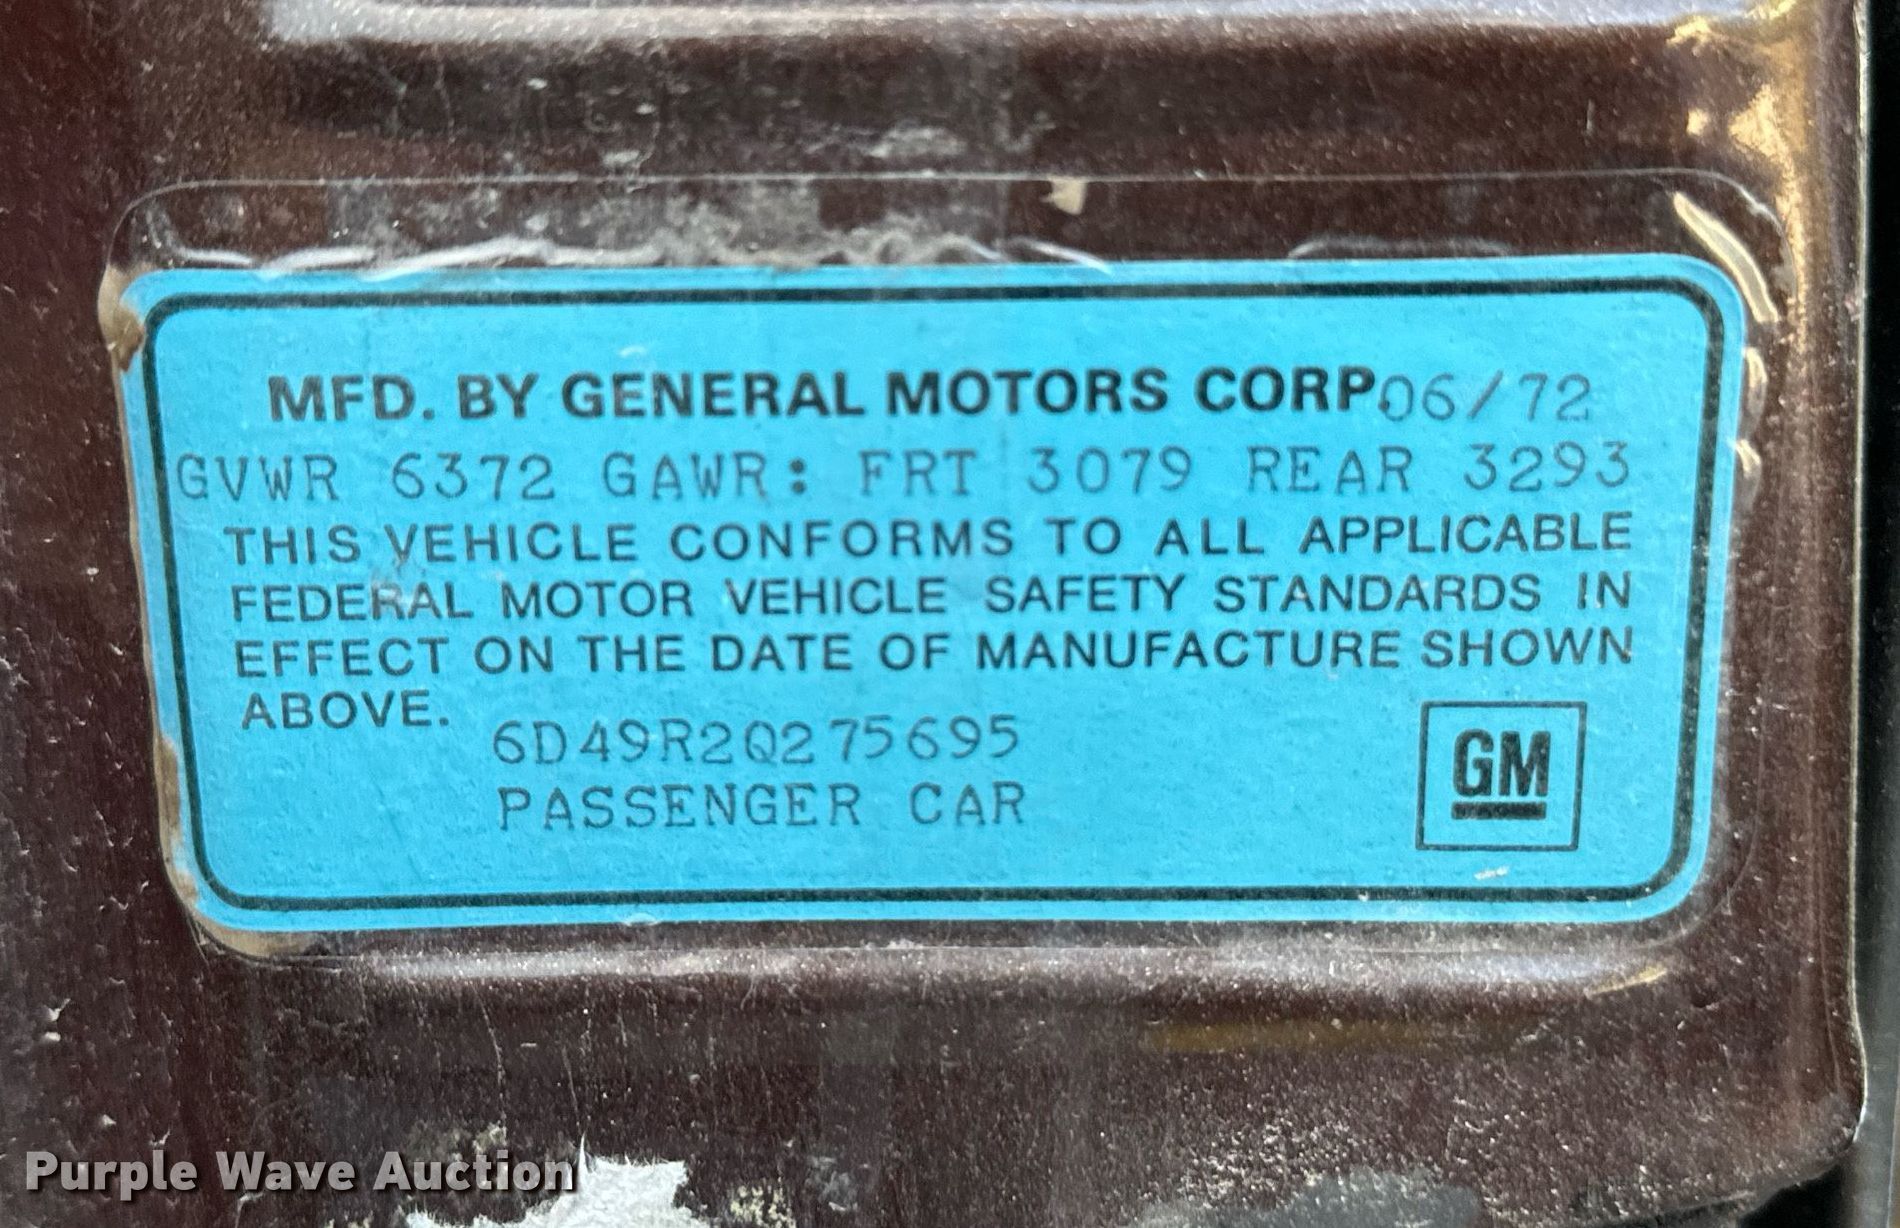 MFD. BY GENERAL MOTORS CORP. 06/72
GVWR 6372 GAWR: FRT 3079 REAR 3293
THIS VEHICLE CONFORMS TO ALL APPLICABLE
FEDERAL MOTOR VEHICLE SAFETY STANDARDS IN
EFFECT ON THE DATE OF MANUFACTURE SHOWN
ABOVE.
6D49R2Q275695
PASSENGER CAR
GM
Purple Wave Auction